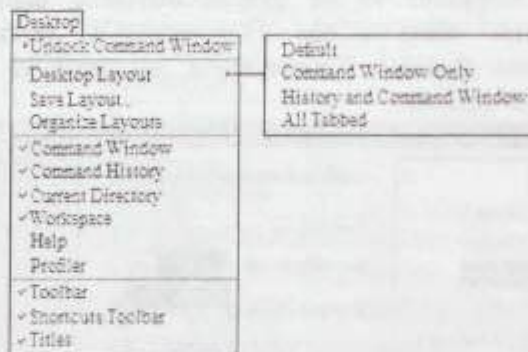 Desktop
Undock Command Window
Desktop Layout
Save Layout..
Organize Layouts
✓Command Window
✓Command History
✓Current Directory
✓Workspace
Help
Profiler
✓Toolbar
✓Shortcuts Toolbar
✓Titles
Default
Command Window Only
History and Command Window
All Tabbed